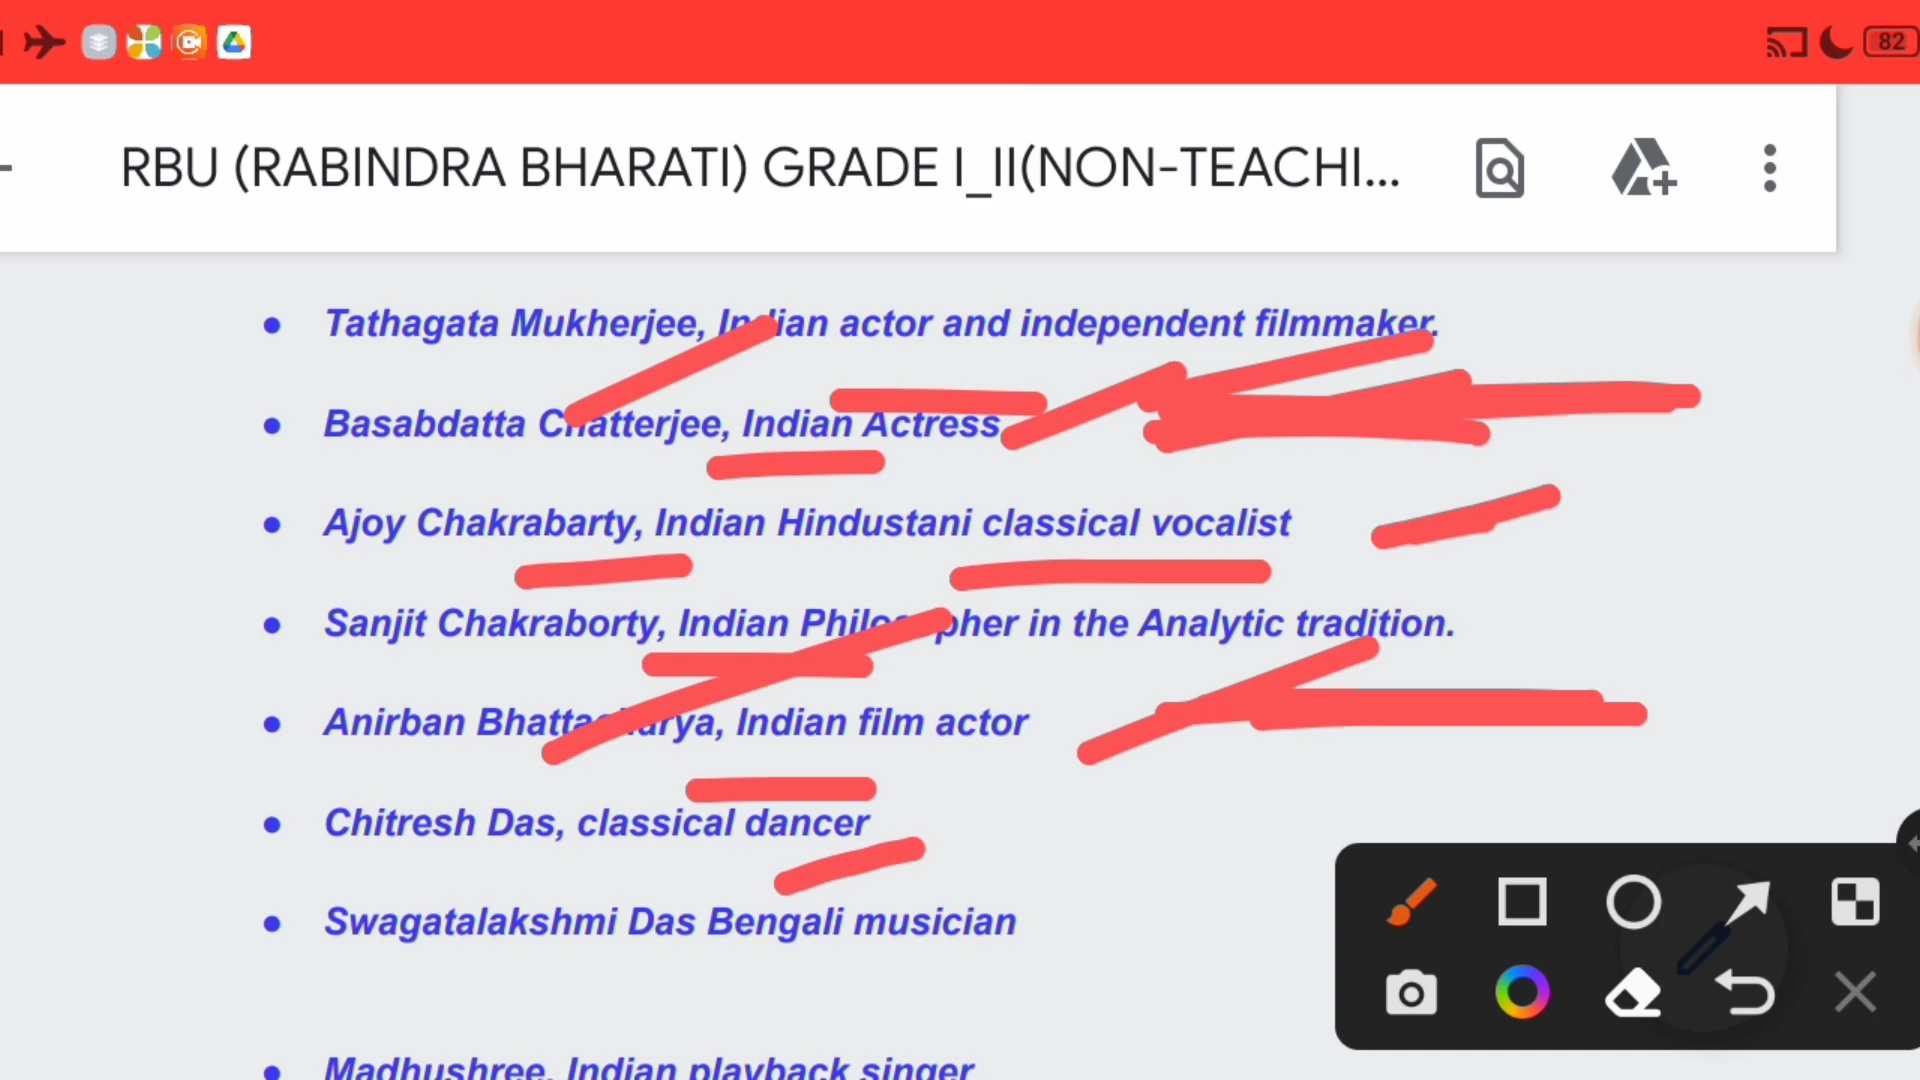 82
RBU (RABINDRA BHARATI) GRADE I_II(NON-TEACHI...
Tathagata Mukherjee, Indian actor and independent filmmaker.
Basabdatta Chatterjee, Indian Actress
Ajoy Chakrabarty, Indian Hindustani classical vocalist
Sanjit Chakraborty, Indian Philosopher in the Analytic tradition.
Anirban Bhattacharya, Indian film actor
Chitresh Das, classical dancer
Swagatalakshmi Das Bengali musician
Madhushree, Indian playback singer